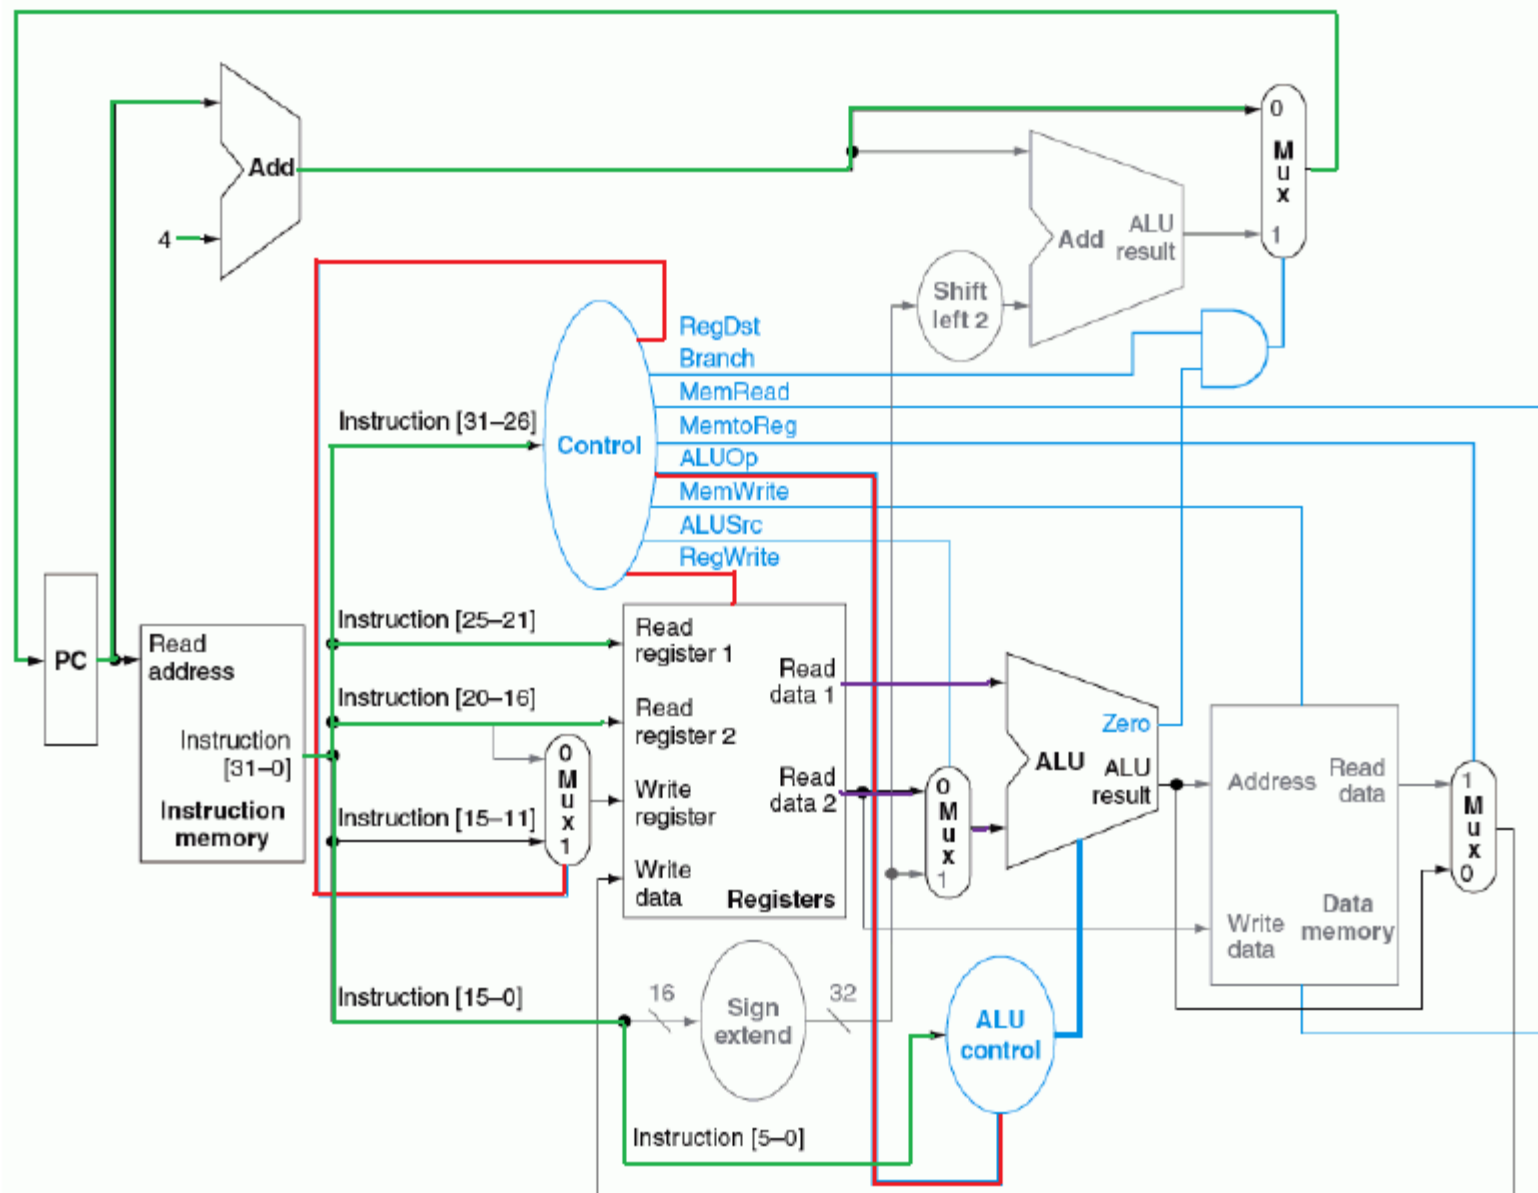 0
M
u
x
1
Add
4
Add
ALU
result
Shift
left 2
RegDst
Branch
MemRead
MemtoReg
ALUOp
MemWrite
ALUSrc
RegWrite
Instruction [31–26]
Control
PC
Read
address
Instruction
[31–0]
Instruction
memory
Instruction [25–21]
Instruction [20–16]
Instruction [15–11]
0
M
u
x
1
Read
register 1
Read
register 2
Write
register
Write
data
Read
data 1
Read
data 2
Registers
0
M
u
x
1
Zero
ALU
ALU
result
Address
Read
data
Write
data
Data
memory
1
M
u
x
0
Instruction [15–0]
16
Sign
extend
32
ALU
control
Instruction [5–0]